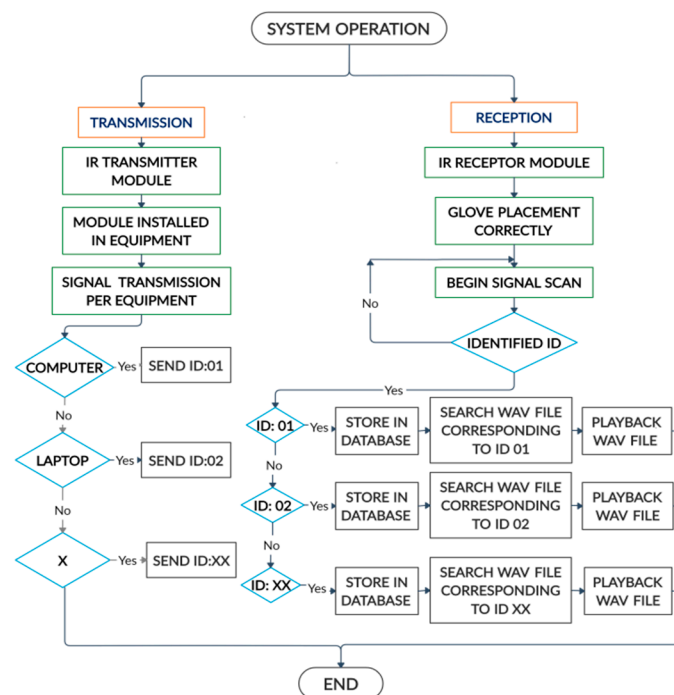 SYSTEM OPERATION
TRANSMISSION
IR TRANSMITTER
MODULE
MODULE INSTALLED
IN EQUIPMENT
SIGNAL TRANSMISSION
PER EQUIPMENT
COMPUTER
Yes
SEND ID:01
No
LAPTOP
Yes
SEND ID:02
No
X
Yes
SEND ID:XX
RECEPTION
IR RECEPTOR MODULE
GLOVE PLACEMENT
CORRECTLY
BEGIN SIGNAL SCAN
No
IDENTIFIED ID
Yes
ID: 01
Yes
STORE IN
DATABASE
SEARCH WAV FILE
CORRESPONDING
TO ID 01
PLAYBACK
WAV FILE
No
ID: 02
Yes
STORE IN
DATABASE
SEARCH WAV FILE
CORRESPONDING
TO ID 02
PLAYBACK
WAV FILE
No
ID: XX
Yes
STORE IN
DATABASE
SEARCH WAV FILE
CORRESPONDING
TO ID XX
PLAYBACK
WAV FILE
END